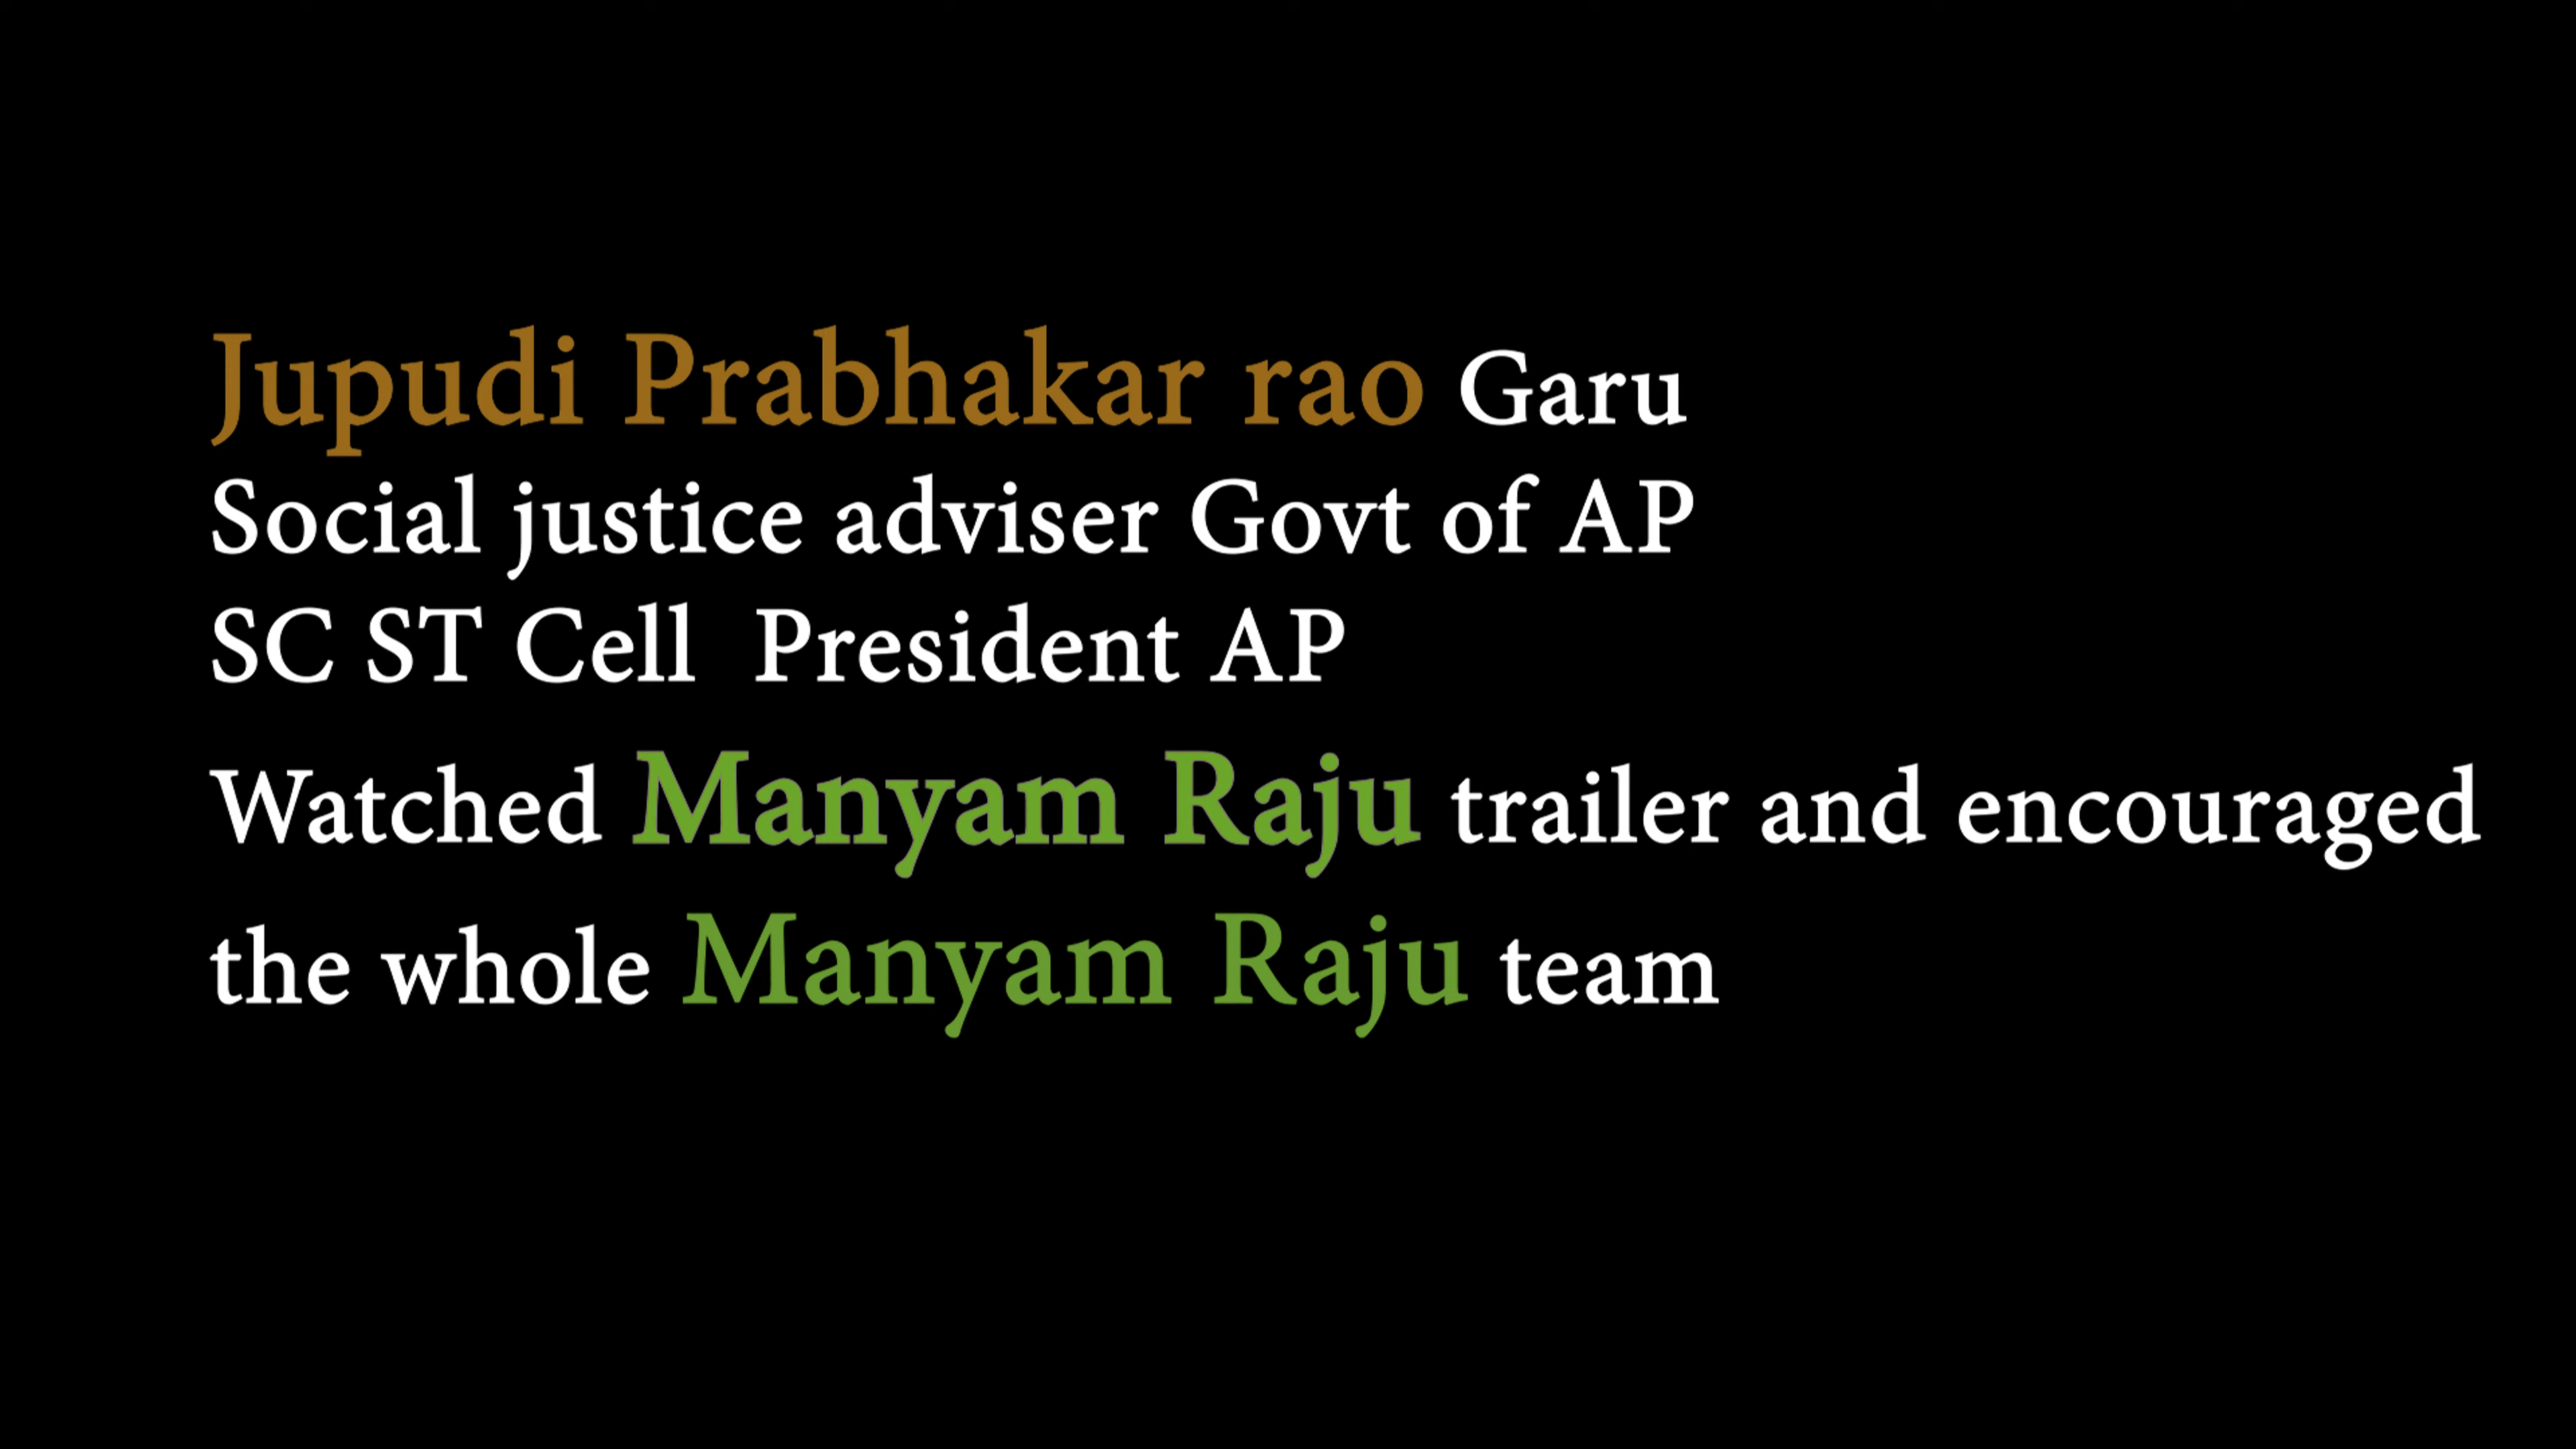 Jupudi Prabhakar rao Garu
Social justice adviser Govt of AP
SC ST Cell President AP
Watched Manyam Raju trailer and encouraged
the whole Manyam Raju team